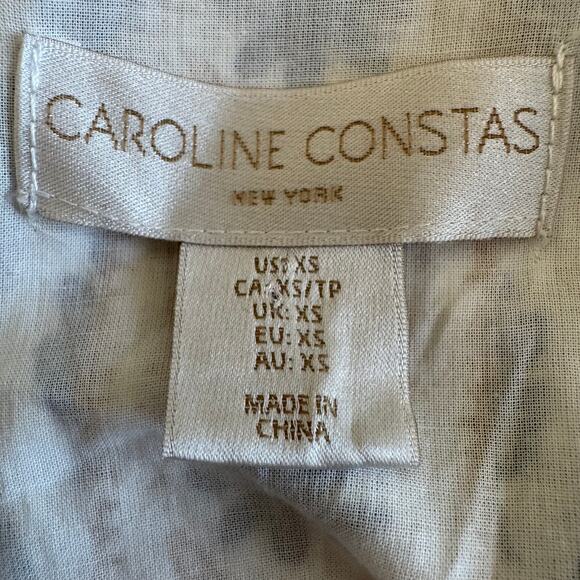 CAROLINE CONSTAS
NEW YORK
US: XS
CA: XS/TP
UK: XS
EU: XS
AU: XS
MADE IN
CHINA